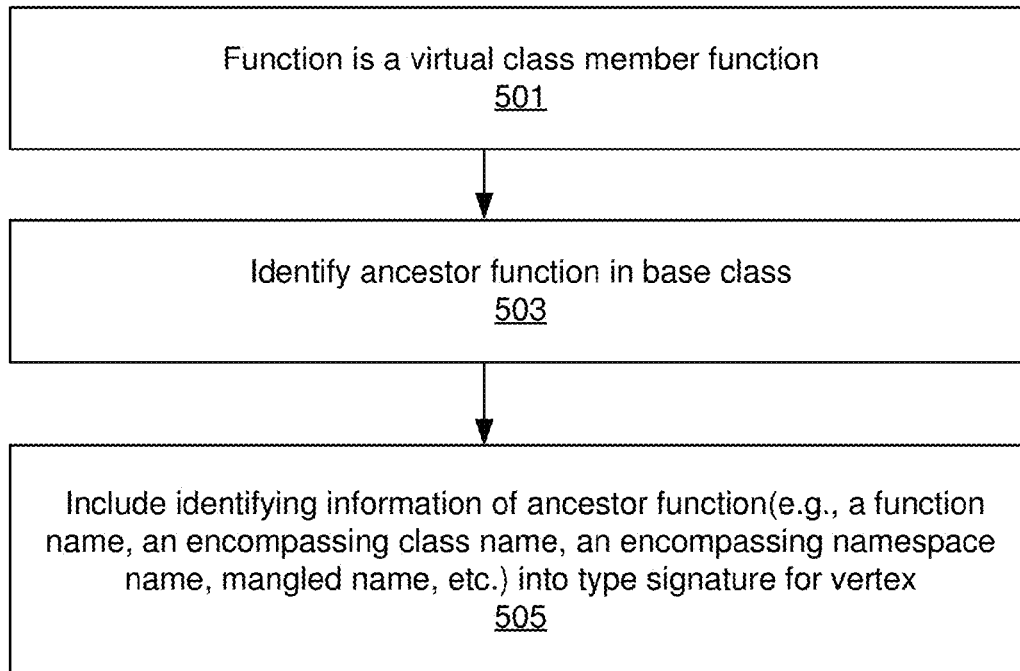 Function is a virtual class member function
501
Identify ancestor function in base class
503
Include identifying information of ancestor function(e.g., a function
name, an encompassing class name, an encompassing namespace
name, mangled name, etc.) into type signature for vertex
505